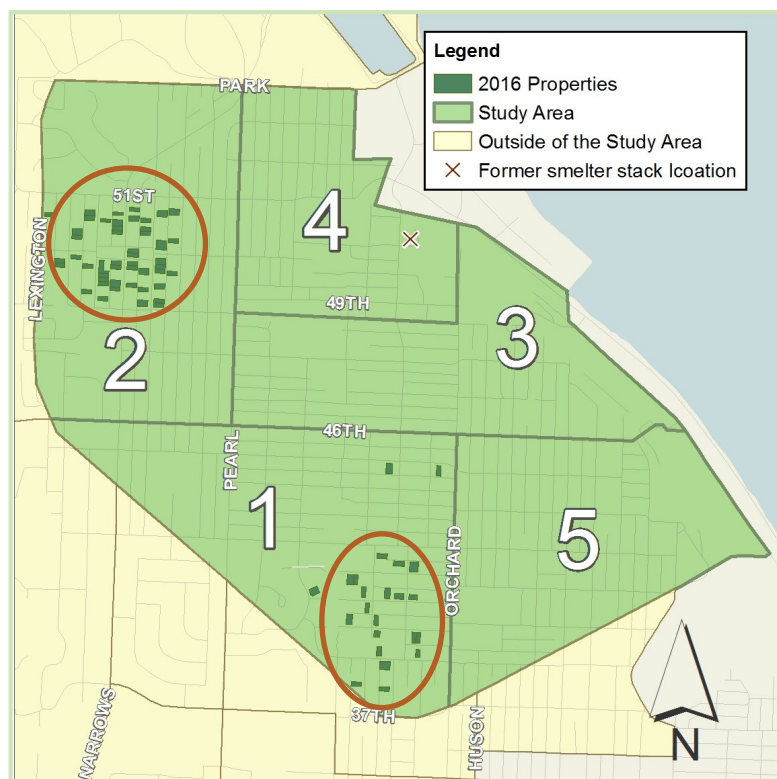 Legend
2016 Properties
Study Area
Outside of the Study Area
Former smelter stack lcoation
PARK
51ST
4
LEXINGTON
49TH
3
2
46TH
PEARL
1
5
ORCHARD
37TH
NARROWS
HUSON
N